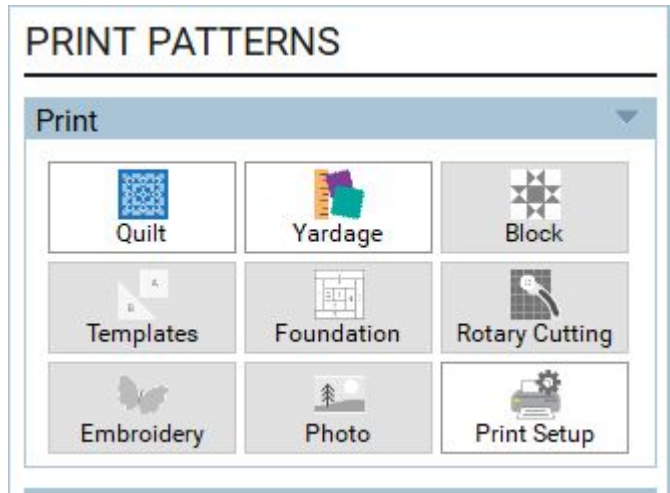 PRINT PATTERNS
Print
Quilt
Yardage
Block
A
B
Templates
Foundation
Rotary Cutting
Embroidery
Photo
Print Setup